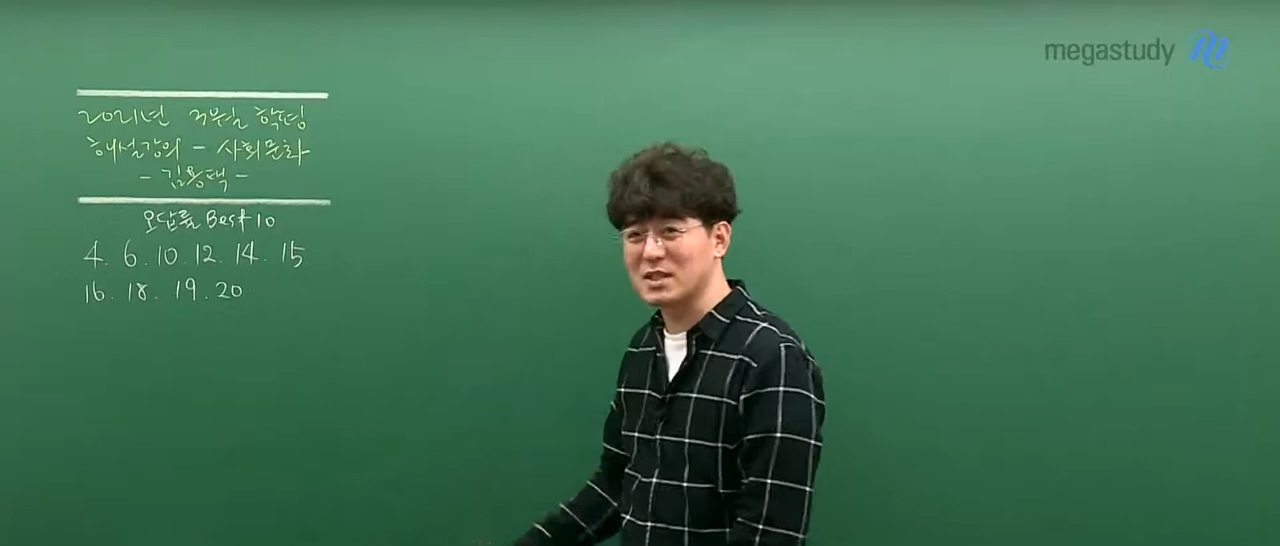 2021년 3월 학평
해설강의 - 사회문화
- 김용택 -
오답률 Best 10
4. 6. 10. 12. 14. 15
16. 18. 19. 20
megastudy m